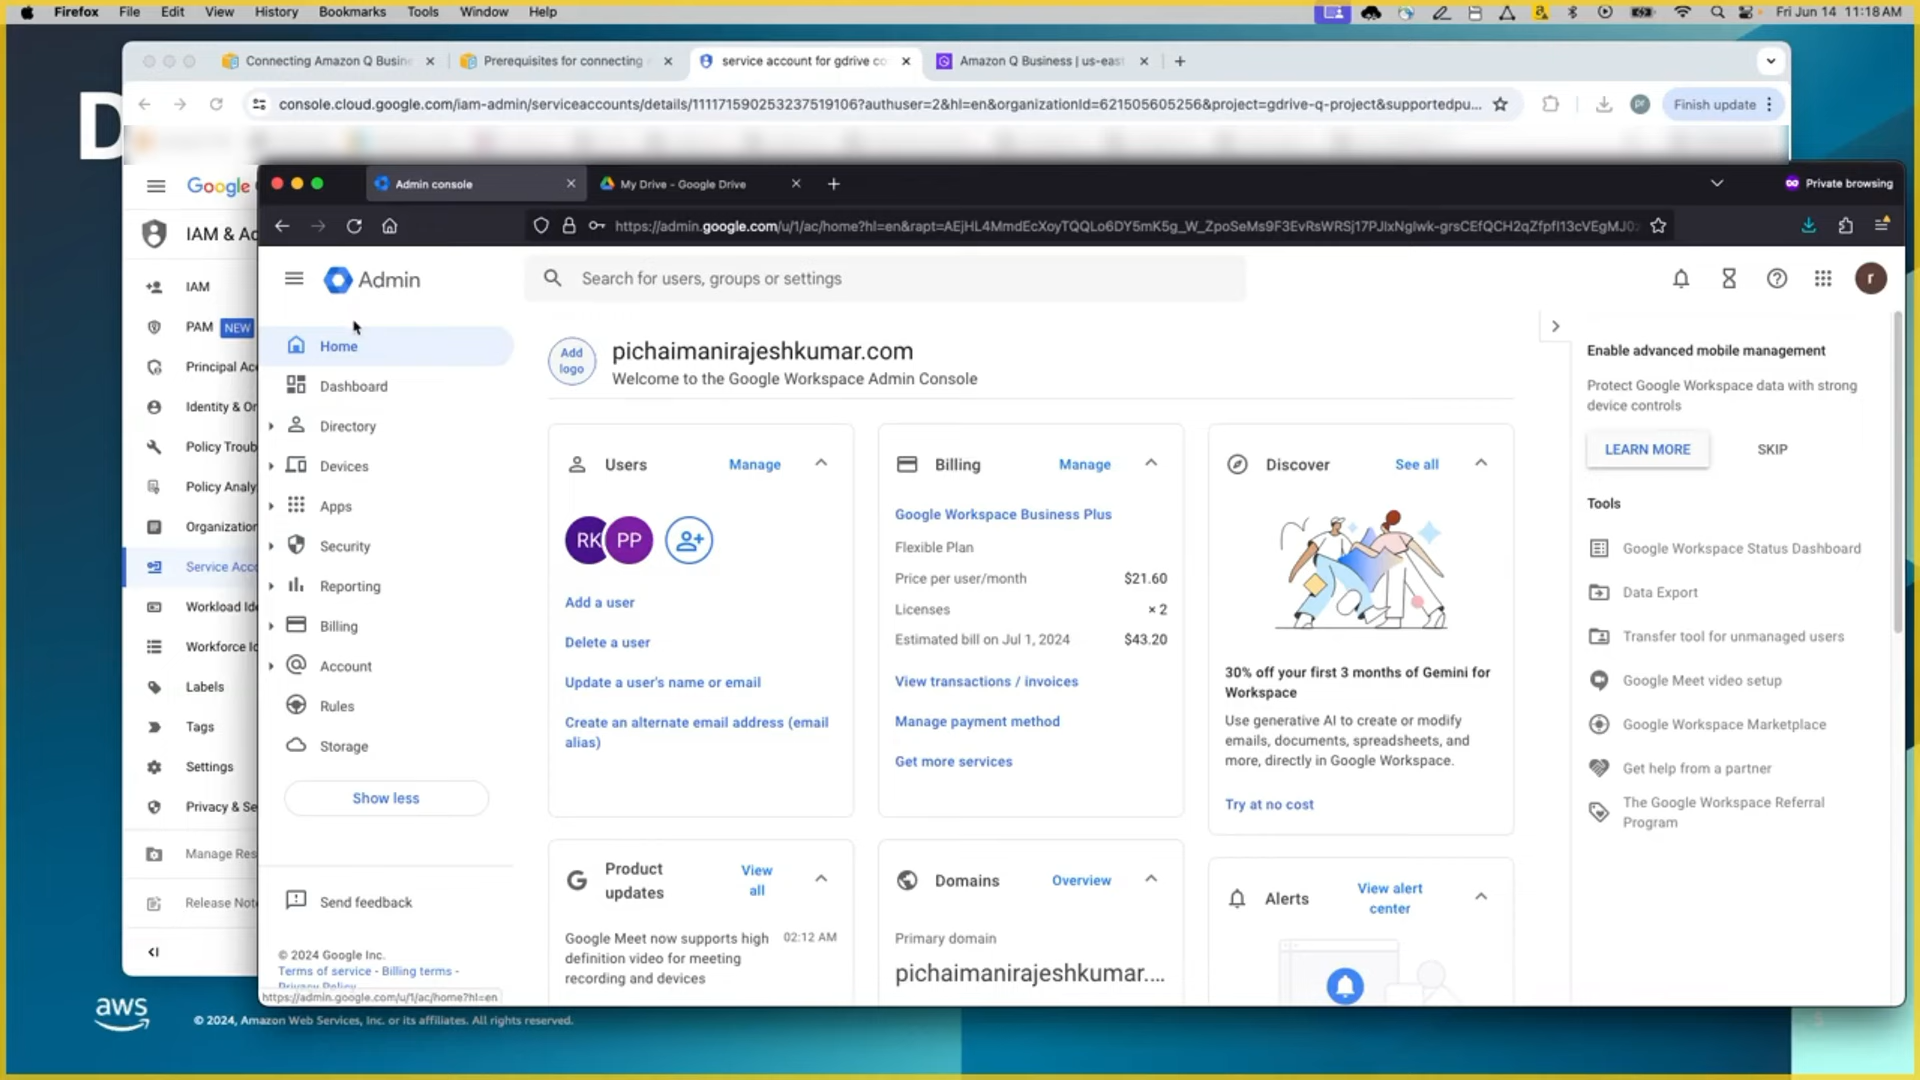 Firefox File Edit View History Bookmarks Tools Window Help
Fri Jun 14 11:18 AM
D
Connecting Amazon Q Busin
Prerequisites for connecting
service account for gdrive co
Amazon Q Business | us-east
console.cloud.google.com/iam-admin/serviceaccounts/details/111171590253237519106?authuser=2&hl=en&organizationId=621505605256&project=gdrive-q-project&supportedpu...
Finish update
Google
IAM & Ad
IAM
PAM NEW
Principal Ac
Identity & Or
Policy Troub
Policy Analy
Organization
Service Acco
Workload Ide
Workforce Id
Labels
Tags
Settings
Privacy & Se
Manage Res
Release Not
Admin console
My Drive - Google Drive
Private browsing
Admin
Search for users, groups or settings
r
Home
Dashboard
Directory
Devices
Apps
Security
Reporting
Billing
Account
Rules
Storage
Show less
Send feedback
© 2024 Google Inc.
Terms of service - Billing terms -
Privacy Policy
https://admin.google.com/u/1/ac/home?hl=en
Add logo
pichaimanirajeshkumar.com
Welcome to the Google Workspace Admin Console
Users
Manage
RK
PP
Add a user
Delete a user
Update a user's name or email
Create an alternate email address (email
alias)
Billing
Manage
Google Workspace Business Plus
Flexible Plan
Price per user/month $21.60
Licenses × 2
Estimated bill on Jul 1, 2024 $43.20
View transactions / invoices
Manage payment method
Get more services
Discover
See all
30% off your first 3 months of Gemini for
Workspace
Use generative AI to create or modify
emails, documents, spreadsheets, and
more, directly in Google Workspace.
Try at no cost
Product
updates
View
all
Google Meet now supports high 02:12 AM
definition video for meeting
recording and devices
Domains
Overview
Primary domain
pichaimanirajeshkumar....
Alerts
View alert
center
Enable advanced mobile management
Protect Google Workspace data with strong
device controls
LEARN MORE
SKIP
Tools
Google Workspace Status Dashboard
Data Export
Transfer tool for unmanaged users
Google Meet video setup
Google Workspace Marketplace
Get help from a partner
The Google Workspace Referral
Program
aws
© 2024, Amazon Web Services, Inc. or its affiliates. All rights reserved.